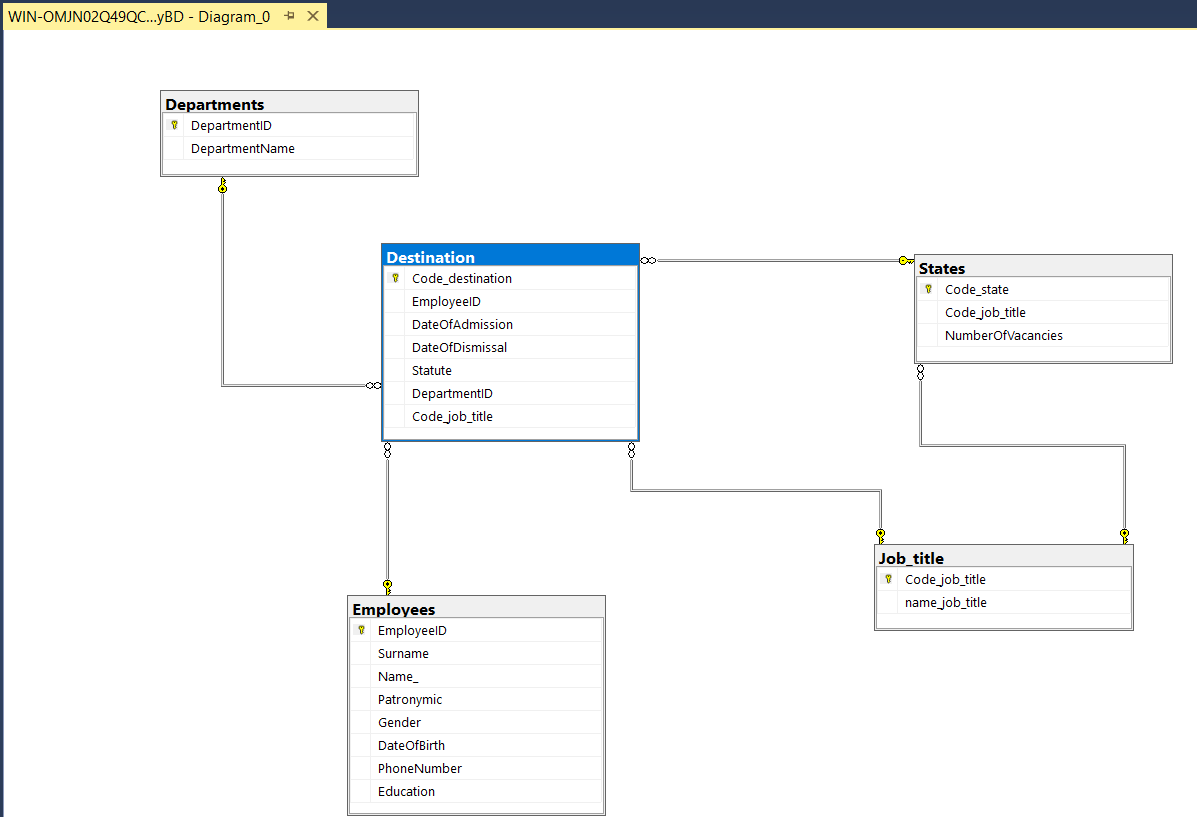 WIN-OMJN02Q49QC...yBD - Diagram_0
Departments
DepartmentID
DepartmentName
Destination
Code_destination
EmployeeID
DateOfAdmission
DateOfDismissal
Statute
DepartmentID
Code_job_title
States
Code_state
Code_job_title
NumberOfVacancies
Job_title
Code_job_title
name_job_title
Employees
EmployeeID
Surname
Name_
Patronymic
Gender
DateOfBirth
PhoneNumber
Education